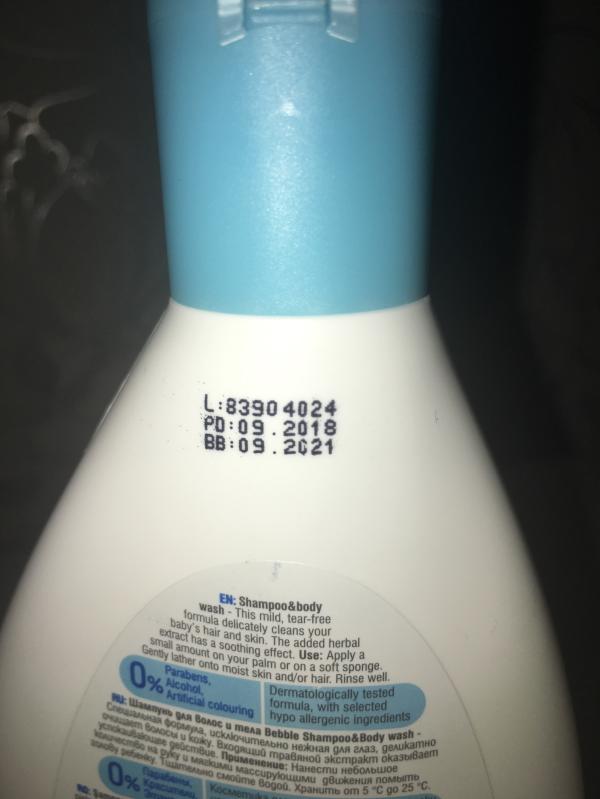 L:83904024
PD:09.2018
BB:09.2021
EN: Shampoo&body
wash - This mild, tear-free
formula delicately cleans your
baby's hair and skin. The added herbal
extract has a soothing effect. Use: Apply a
small amount on your palm or on a soft sponge.
Gently lather onto moist skin and/or hair. Rinse well.
0% Parabens,
Alcohol,
Artificial colouring
Dermatologically tested
formula, with selected
hypo allergenic ingredients
RU: Шампунь для волос и тела Bebble Shampoo&Body wash -
Специальная формула, исключительно нежная для глаз, деликатно
очищает волосы и кожу. Входящий травяной экстракт оказывает
успокаивающее действие. Применение: Нанести небольшое
количество на руку и мягкими массирующими движения помыть
голову ребенку. Тщательно смойте водой. Хранить от 5 °C до 25 °C.
0% Парабены,
Красители,